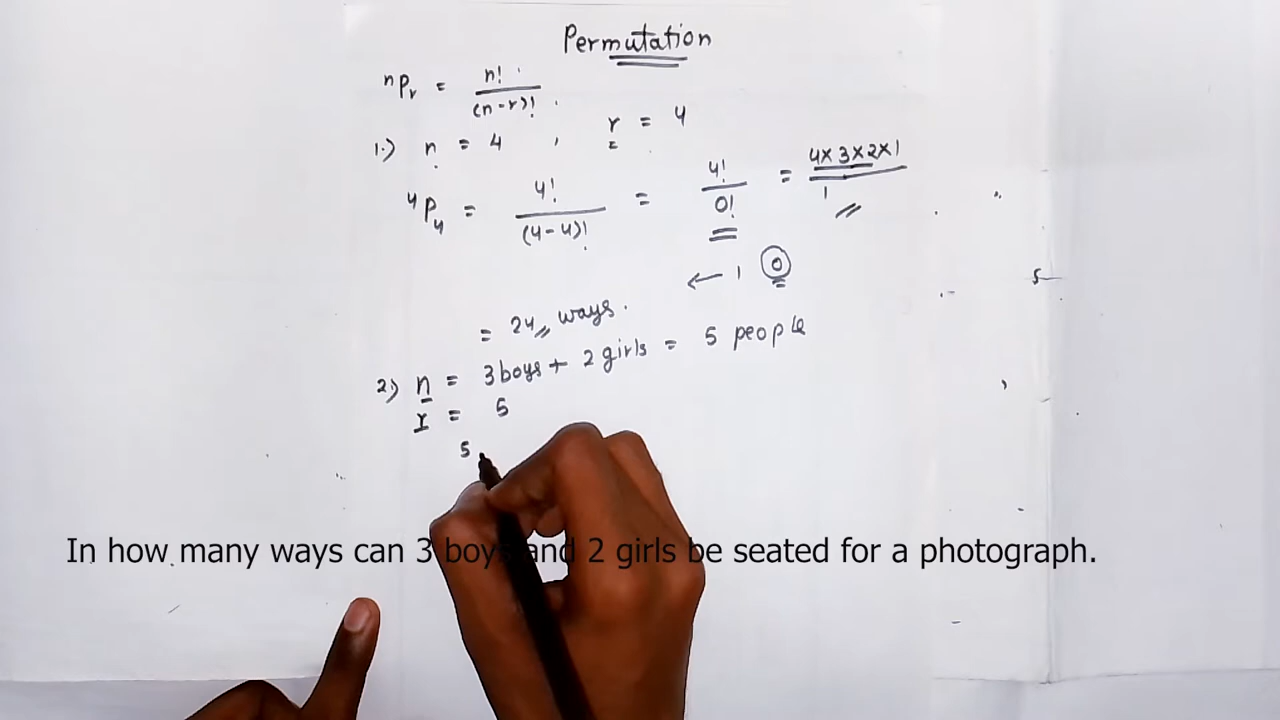 Permutation
nPr = n! / (n-r)!
1.) n = 4 , r = 4
4P4 = 4! / (4-4)! = 4! / 0! = 4×3×2×1 / 1
← 1 0
= 24 ways.
2.) n = 3 boys + 2 girls = 5 people
r = 5
5
In how many ways can 3 boys and 2 girls be seated for a photograph.